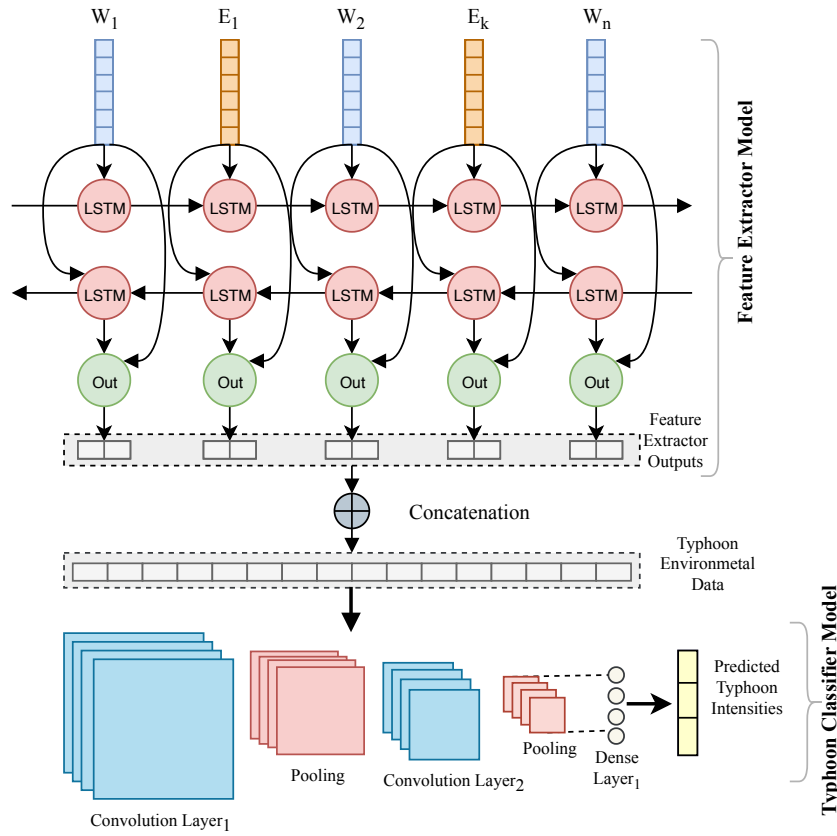 W1 E1 W2 Ek Wn
LSTM LSTM LSTM LSTM LSTM
LSTM LSTM LSTM LSTM LSTM
Out Out Out Out Out
Feature
Extractor
Outputs
Feature Extractor Model
Concatenation
Typhoon
Environmetal
Data
Predicted
Typhoon
Intensities
Pooling
Pooling
Dense
Layer1
Convolution Layer2
Convolution Layer1
Typhoon Classifier Model